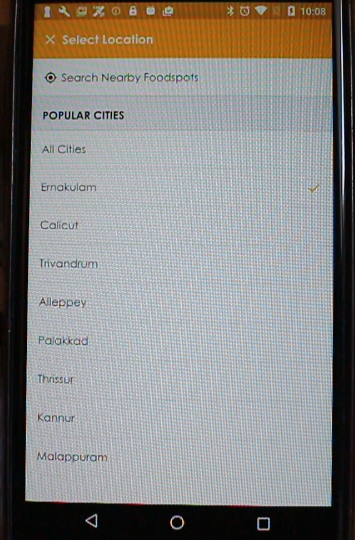 10:08
Select Location
Search Nearby Foodspots
POPULAR CITIES
All Cities
Ernakulam
Calicut
Trivandrum
Alleppey
Palakkad
Thrissur
Kannur
Malappuram